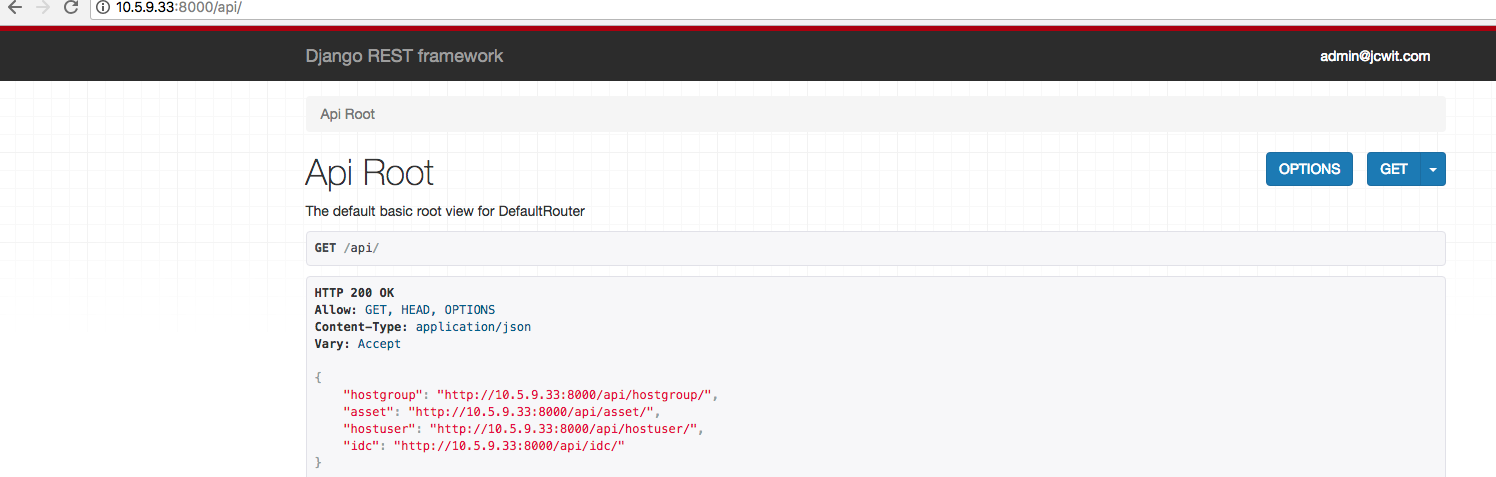 10.5.9.33:8000/api/
Django REST framework
admin@jcwit.com
Api Root
Api Root
OPTIONS
GET
The default basic root view for DefaultRouter
GET /api/
HTTP 200 OK
Allow: GET, HEAD, OPTIONS
Content-Type: application/json
Vary: Accept
{
"hostgroup": "http://10.5.9.33:8000/api/hostgroup/",
"asset": "http://10.5.9.33:8000/api/asset/",
"hostuser": "http://10.5.9.33:8000/api/hostuser/",
"idc": "http://10.5.9.33:8000/api/idc/"
}